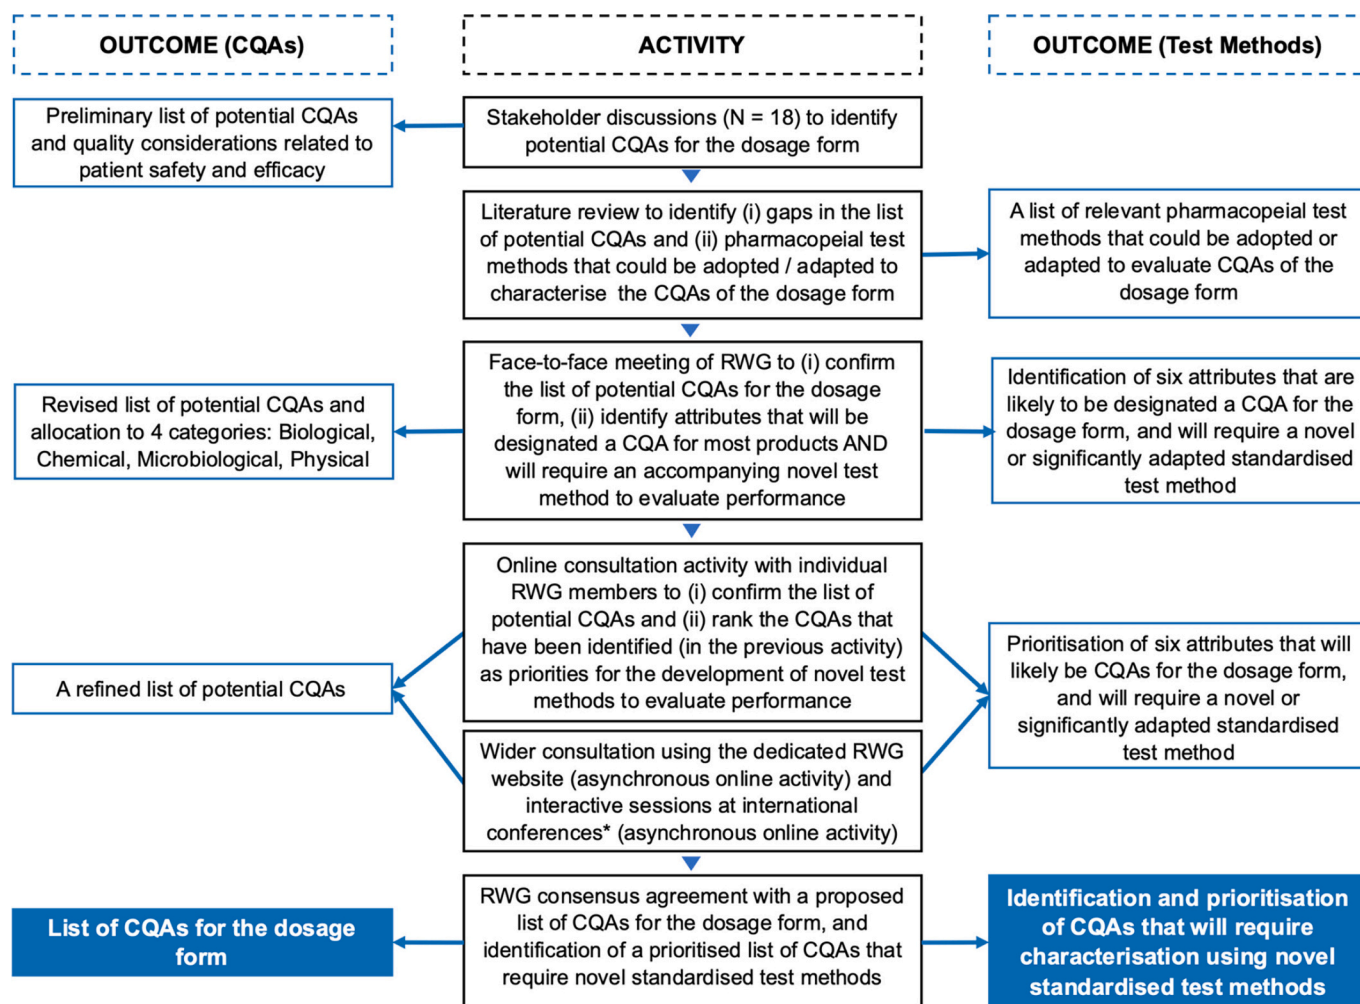 OUTCOME (CQAs)
ACTIVITY
OUTCOME (Test Methods)
Preliminary list of potential CQAs
and quality considerations related to
patient safety and efficacy
Stakeholder discussions (N = 18) to identify
potential CQAs for the dosage form
Literature review to identify (i) gaps in the list
of potential CQAs and (ii) pharmacopeial test
methods that could be adopted / adapted to
characterise the CQAs of the dosage form
A list of relevant pharmacopeial test
methods that could be adopted or
adapted to evaluate CQAs of the
dosage form
Revised list of potential CQAs and
allocation to 4 categories: Biological,
Chemical, Microbiological, Physical
Face-to-face meeting of RWG to (i) confirm
the list of potential CQAs for the dosage
form, (ii) identify attributes that will be
designated a CQA for most products AND
will require an accompanying novel test
method to evaluate performance
Identification of six attributes that are
likely to be designated a CQA for the
dosage form, and will require a novel
or significantly adapted standardised
test method
A refined list of potential CQAs
Online consultation activity with individual
RWG members to (i) confirm the list of
potential CQAs and (ii) rank the CQAs that
have been identified (in the previous activity)
as priorities for the development of novel test
methods to evaluate performance
Wider consultation using the dedicated RWG
website (asynchronous online activity) and
interactive sessions at international
conferences* (asynchronous online activity)
Prioritisation of six attributes that will
likely be CQAs for the dosage form,
and will require a novel or
significantly adapted standardised
test method
List of CQAs for the dosage
form
RWG consensus agreement with a proposed
list of CQAs for the dosage form, and
identification of a prioritised list of CQAs that
require novel standardised test methods
Identification and prioritisation
of CQAs that will require
characterisation using novel
standardised test methods